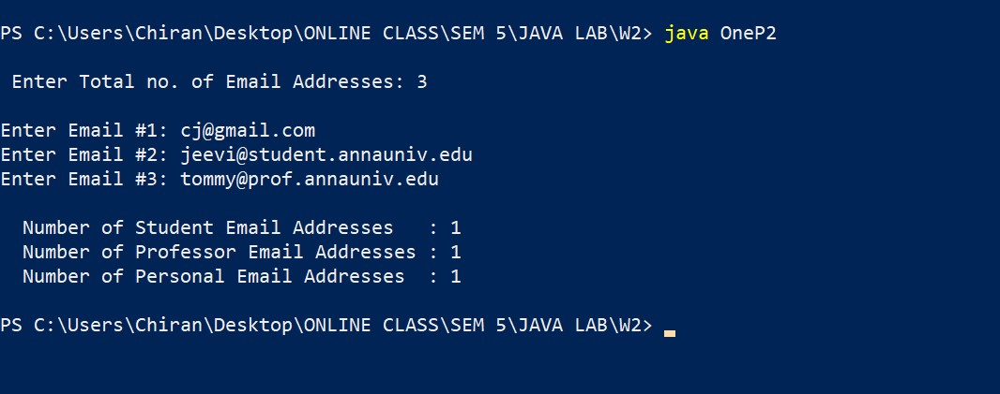 PS C:\Users\Chiran\Desktop\ONLINE CLASS\SEM 5\JAVA LAB\W2> java OneP2
Enter Total no. of Email Addresses: 3
Enter Email #1: cj@gmail.com
Enter Email #2: jeevi@student.annauniv.edu
Enter Email #3: tommy@prof.annauniv.edu
Number of Student Email Addresses   : 1
Number of Professor Email Addresses : 1
Number of Personal Email Addresses  : 1
PS C:\Users\Chiran\Desktop\ONLINE CLASS\SEM 5\JAVA LAB\W2>